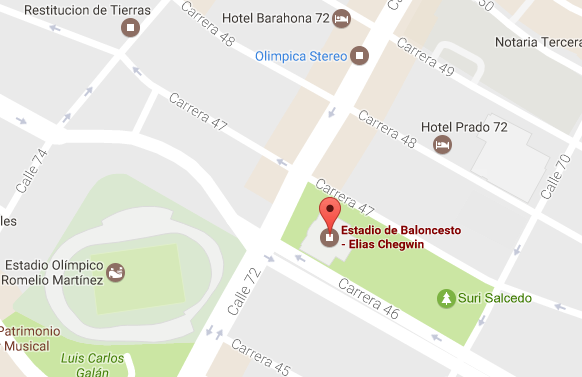 Restitucion de Tierras
Hotel Barahona 72
50
Carrera 48
Olimpica Stereo
Notaria Tercera
Carrera 49
Carrera 47
Carrera 48
Hotel Prado 72
Calle 74
Calle 70
Carrera 47
les
Estadio de Baloncesto
- Elias Chegwin
Estadio Olímpico
Romelio Martínez
Calle 72
Suri Salcedo
Carrera 46
Patrimonio
Musical
Luis Carlos
Galán
Carrera 45